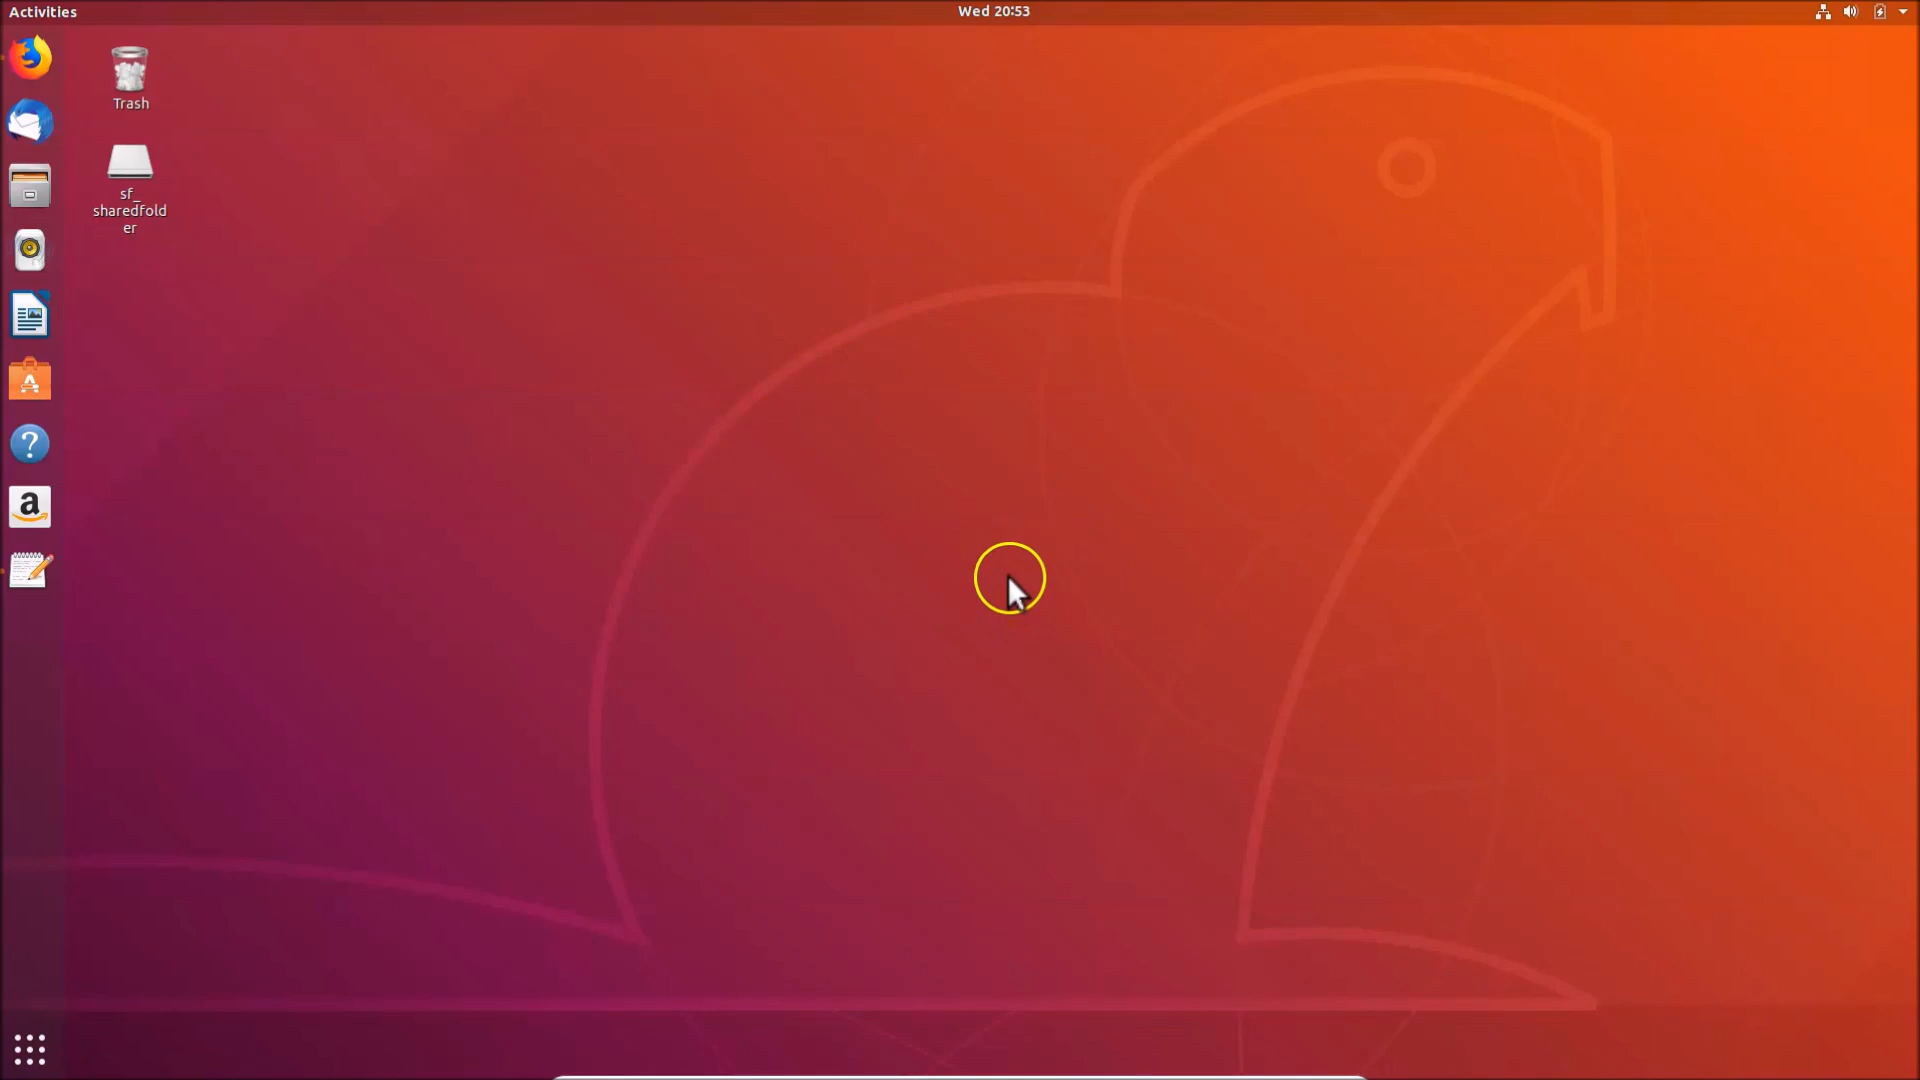 Activities
Wed 20:53
Trash
sf_
sharedfold
er